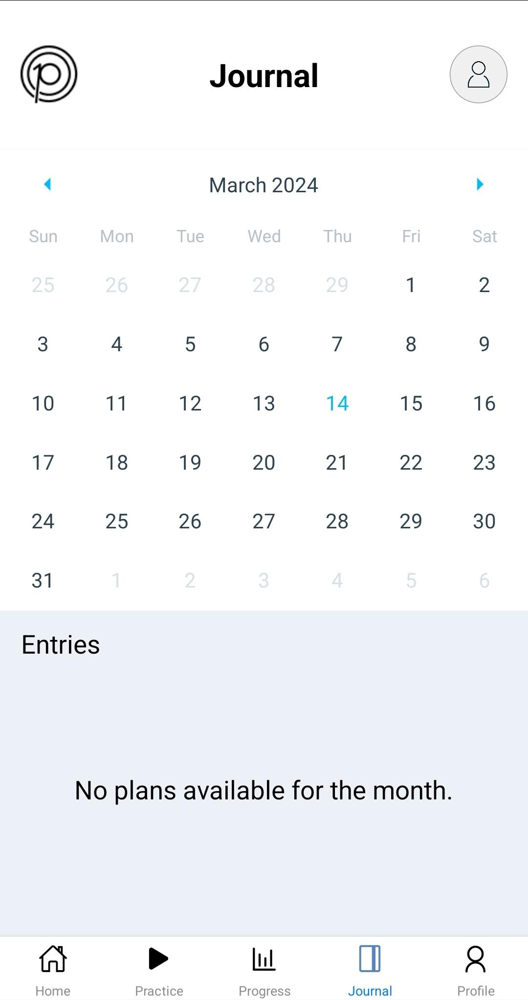 Journal
March 2024
Sun Mon Tue Wed Thu Fri Sat
25 26 27 28 29 1 2
3 4 5 6 7 8 9
10 11 12 13 14 15 16
17 18 19 20 21 22 23
24 25 26 27 28 29 30
31 1 2 3 4 5 6
Entries
No plans available for the month.
Home Practice Progress Journal Profile